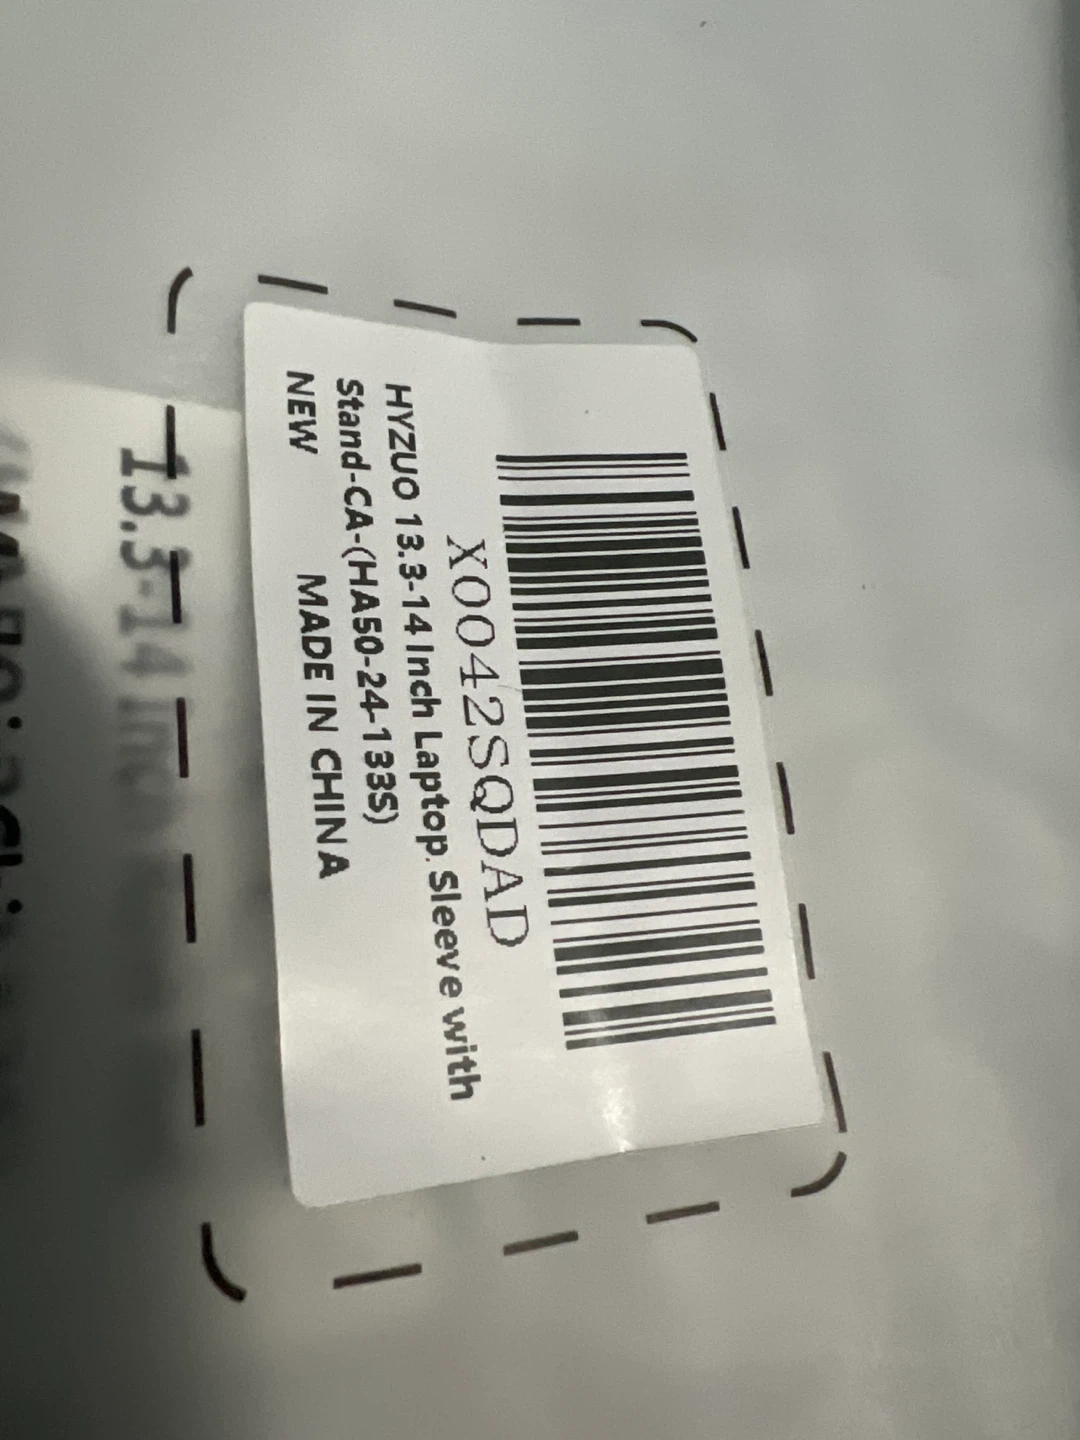 X0042SQDAD
HYZUO 13.3-14 Inch Laptop Sleeve with
Stand-CA-(HA50-24-133S)
NEW MADE IN CHINA
13.3-14 Inc